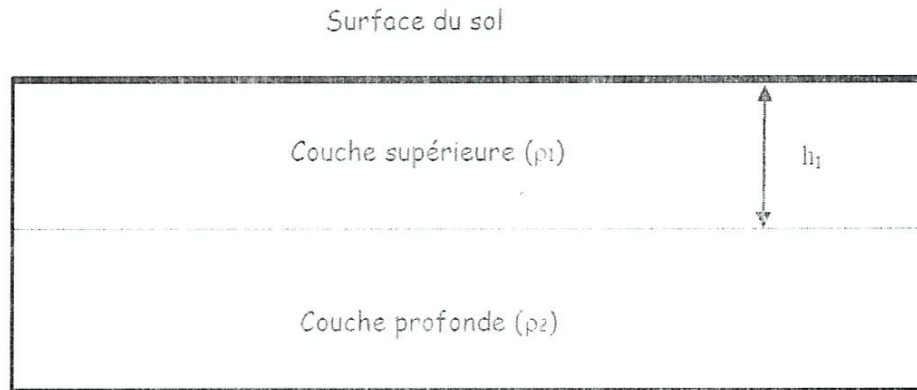 Surface du sol
Couche supérieure (ρ1)
h1
Couche profonde (ρ2)